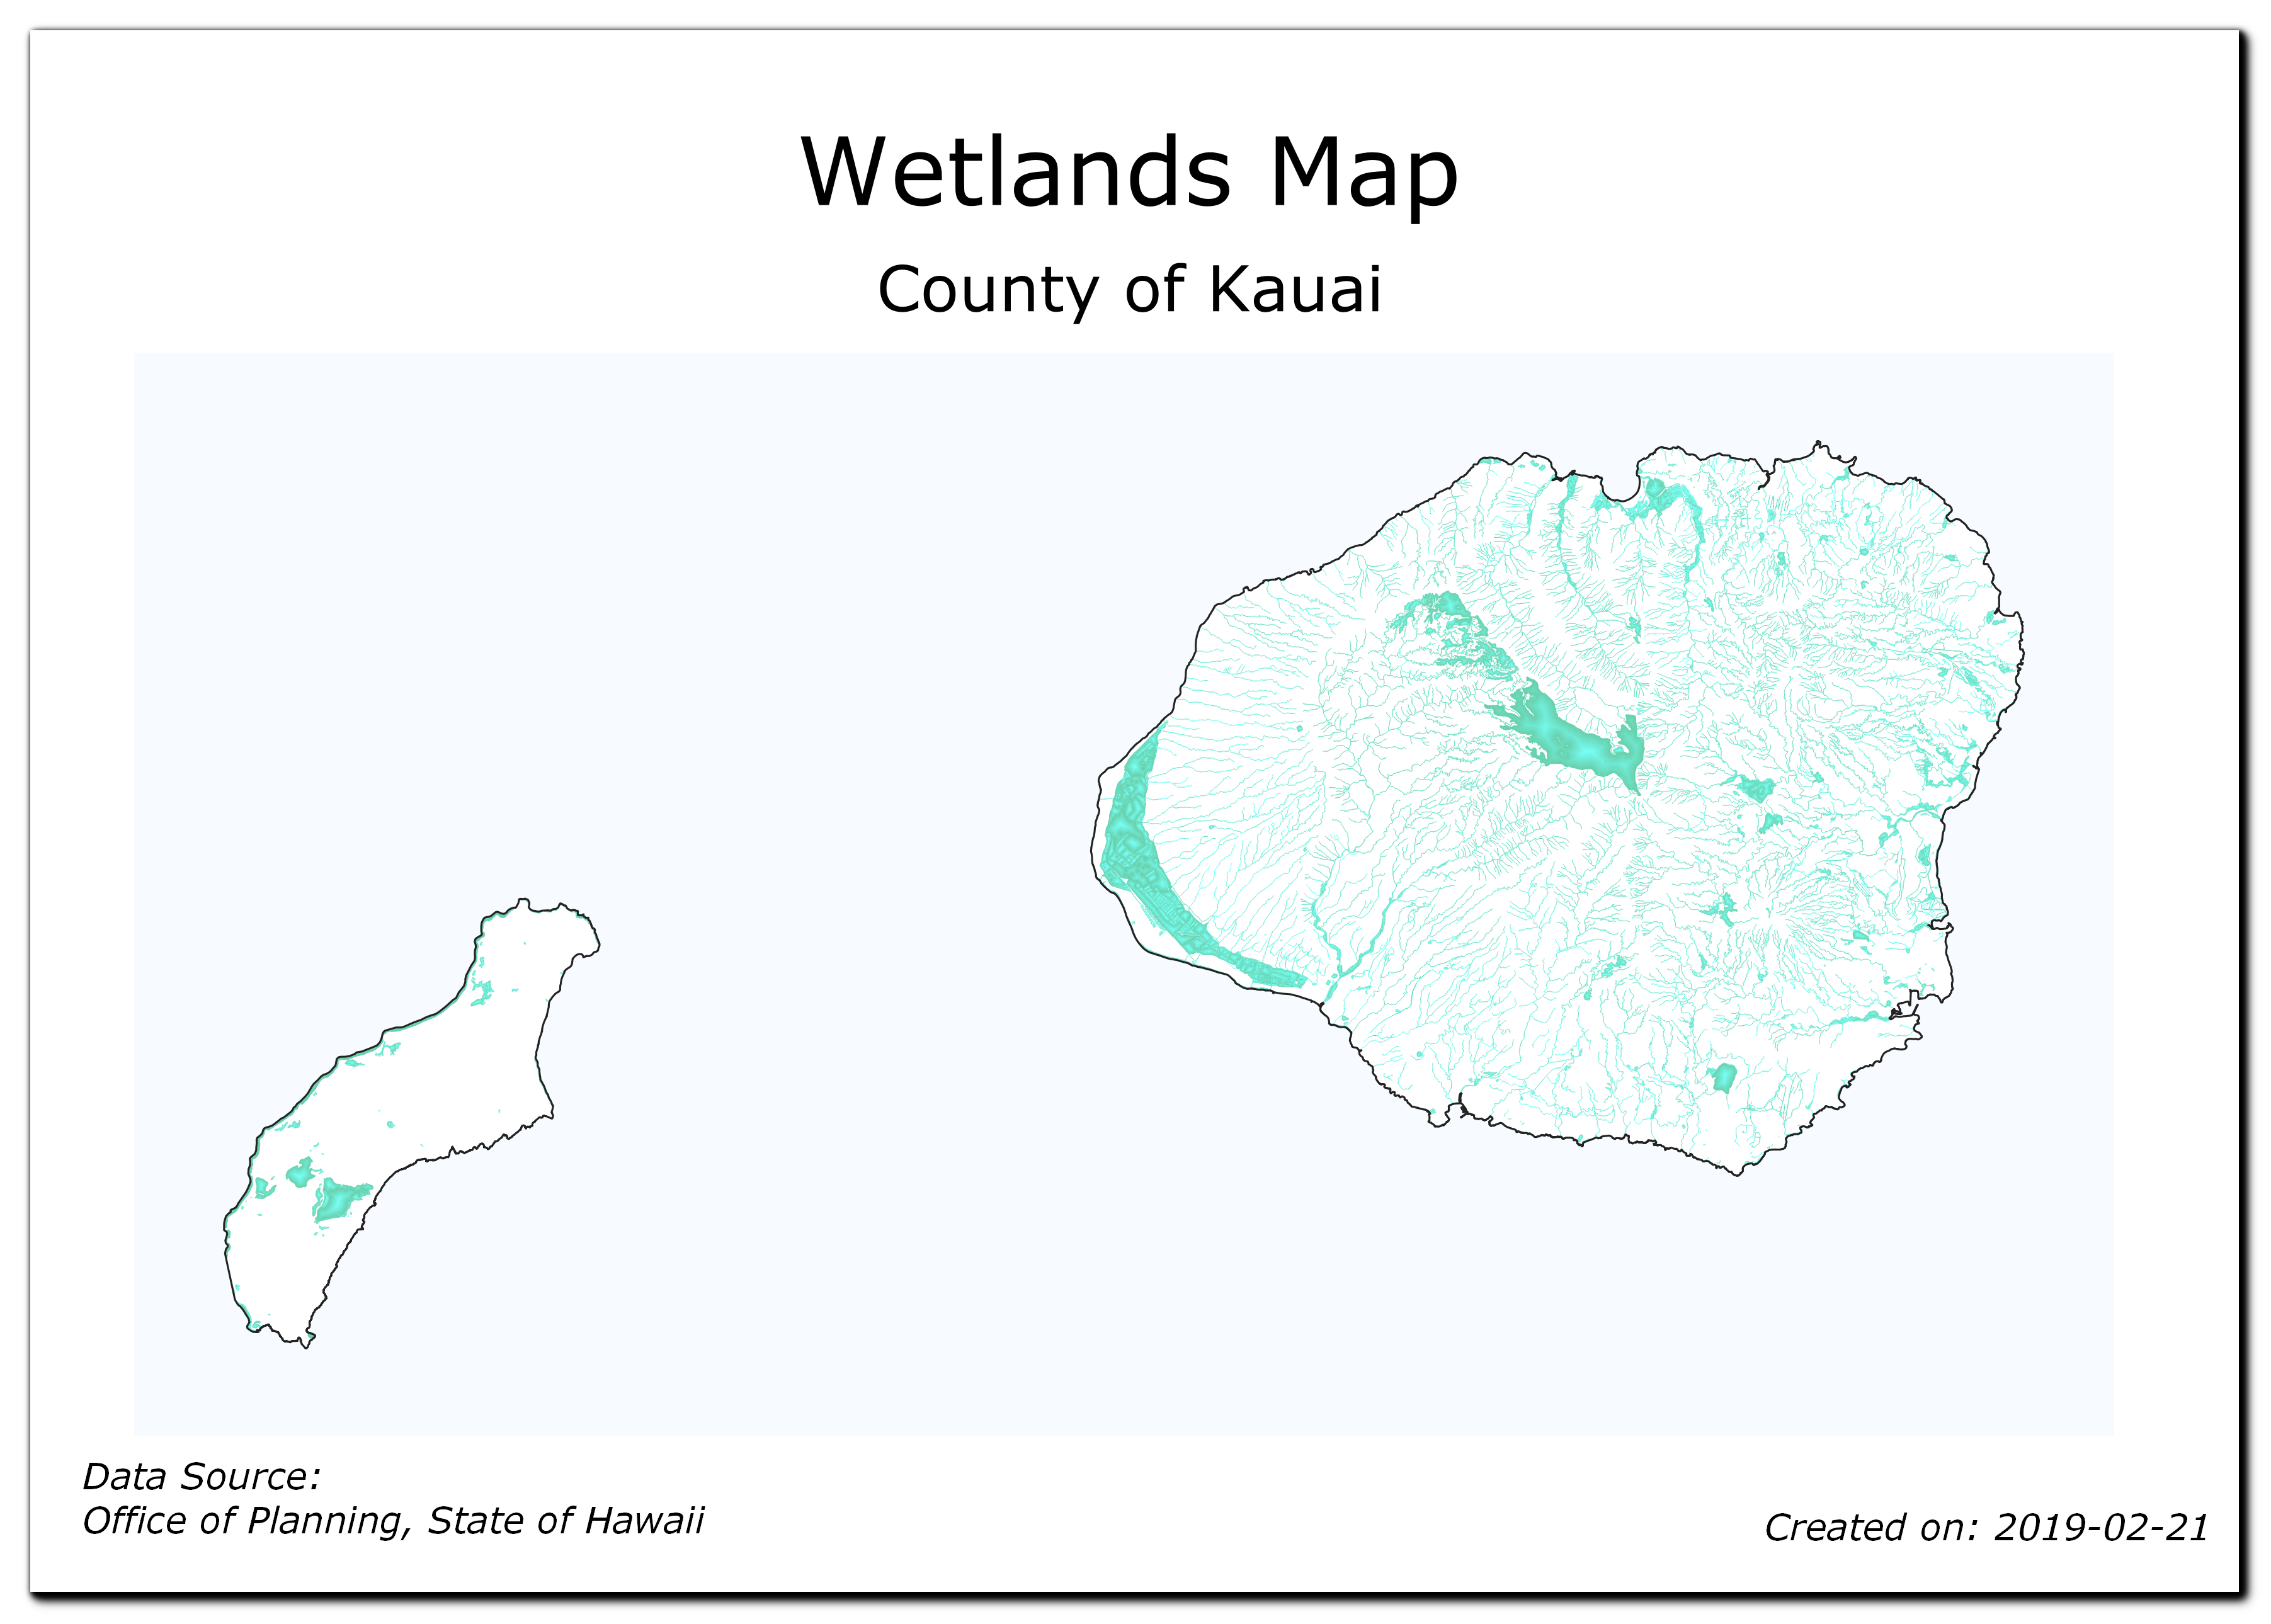 Wetlands Map
County of Kauai
Data Source:
Office of Planning, State of Hawaii
Created on: 2019-02-21